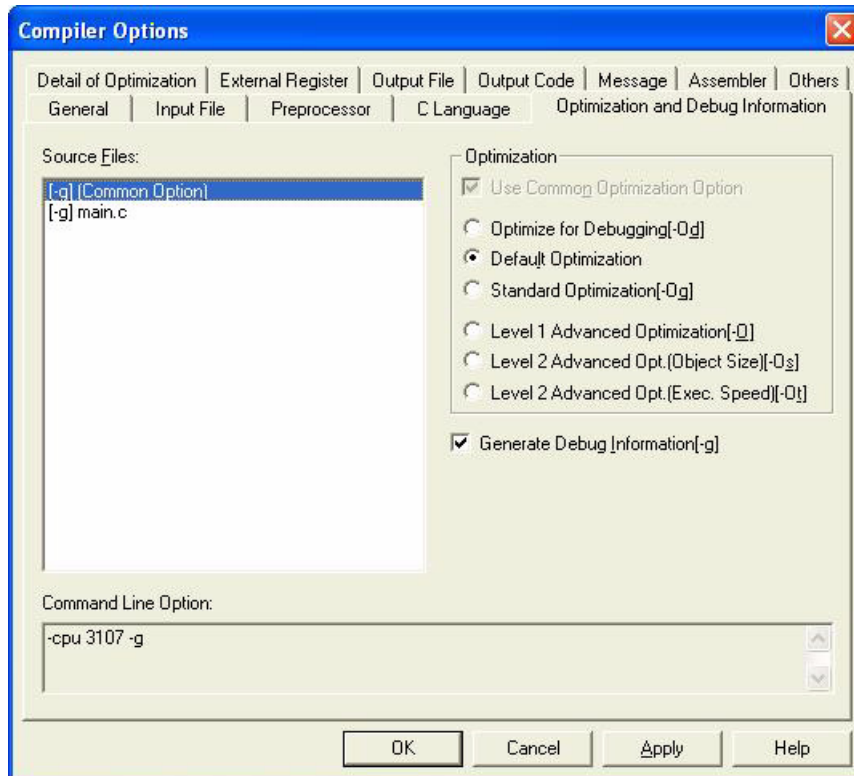 Compiler Options
Detail of Optimization External Register Output File Output Code Message Assembler Others
General Input File Preprocessor C Language Optimization and Debug Information
Source Files:
[-g] (Common Option)
[-g] main.c
Optimization
Use Common Optimization Option
Optimize for Debugging[-Od]
Default Optimization
Standard Optimization[-Og]
Level 1 Advanced Optimization[-O]
Level 2 Advanced Opt.(Object Size)[-Os]
Level 2 Advanced Opt.(Exec. Speed)[-Ot]
Generate Debug Information[-g]
Command Line Option:
-cpu 3107 -g
OK Cancel Apply Help